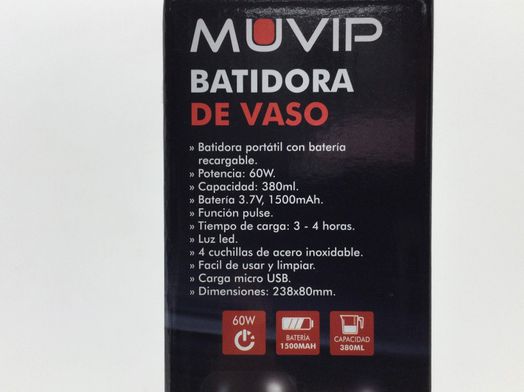 MUVIP
BATIDORA
DE VASO
» Batidora portátil con batería
recargable.
» Potencia: 60W.
» Capacidad: 380ml.
» Batería 3.7V, 1500mAh.
» Función pulse.
» Tiempo de carga: 3 - 4 horas.
» Luz led.
» 4 cuchillas de acero inoxidable.
» Facil de usar y limpiar.
» Carga micro USB.
» Dimensiones: 238x80mm.
60W
BATERÍA
1500MAH
CAPACIDAD
380ML